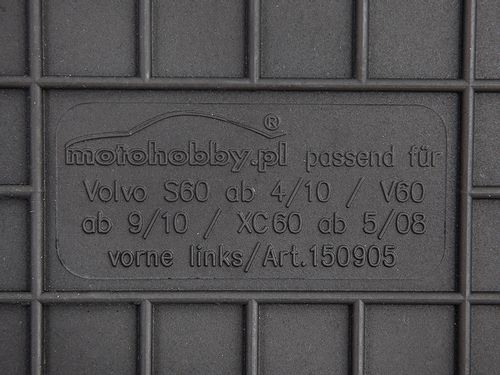 motohobby.pl ® passend für
Volvo S60 ab 4/10 / V60
ab 9/10 / XC60 ab 5/08
vorne links/Art.150905